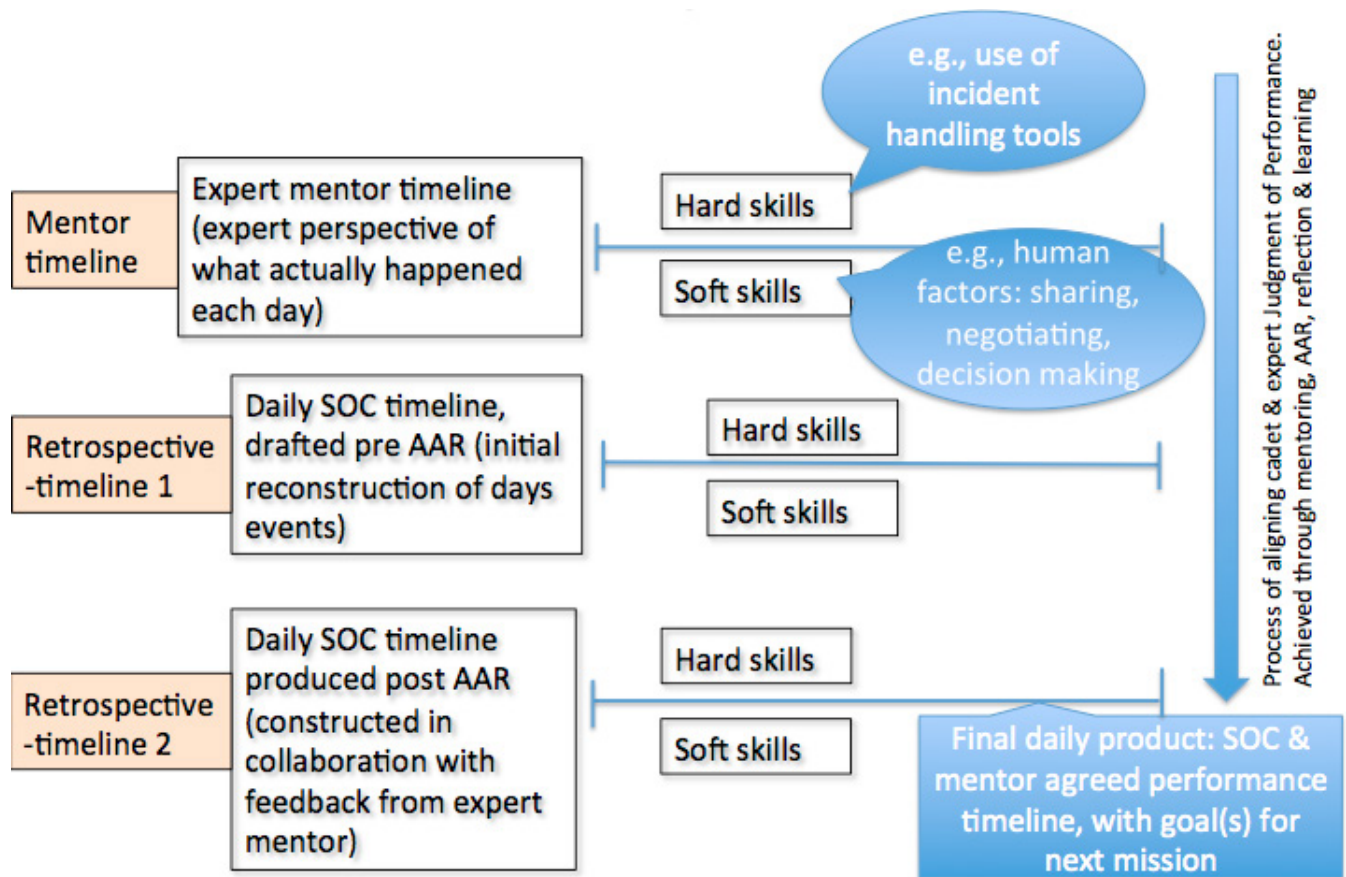 e.g., use of
incident
handling tools
Mentor
timeline
Expert mentor timeline
(expert perspective of
what actually happened
each day)
Hard skills
Soft skills
e.g., human
factors: sharing,
negotiating,
decision making
Retrospective
-timeline 1
Daily SOC timeline,
drafted pre AAR (initial
reconstruction of days
events)
Hard skills
Soft skills
Retrospective
-timeline 2
Daily SOC timeline
produced post AAR
(constructed in
collaboration with
feedback from expert
mentor)
Hard skills
Soft skills
Final daily product: SOC &
mentor agreed performance
timeline, with goal(s) for
next mission
Process of aligning cadet & expert Judgment of Performance.
Achieved through mentoring, AAR, reflection & learning